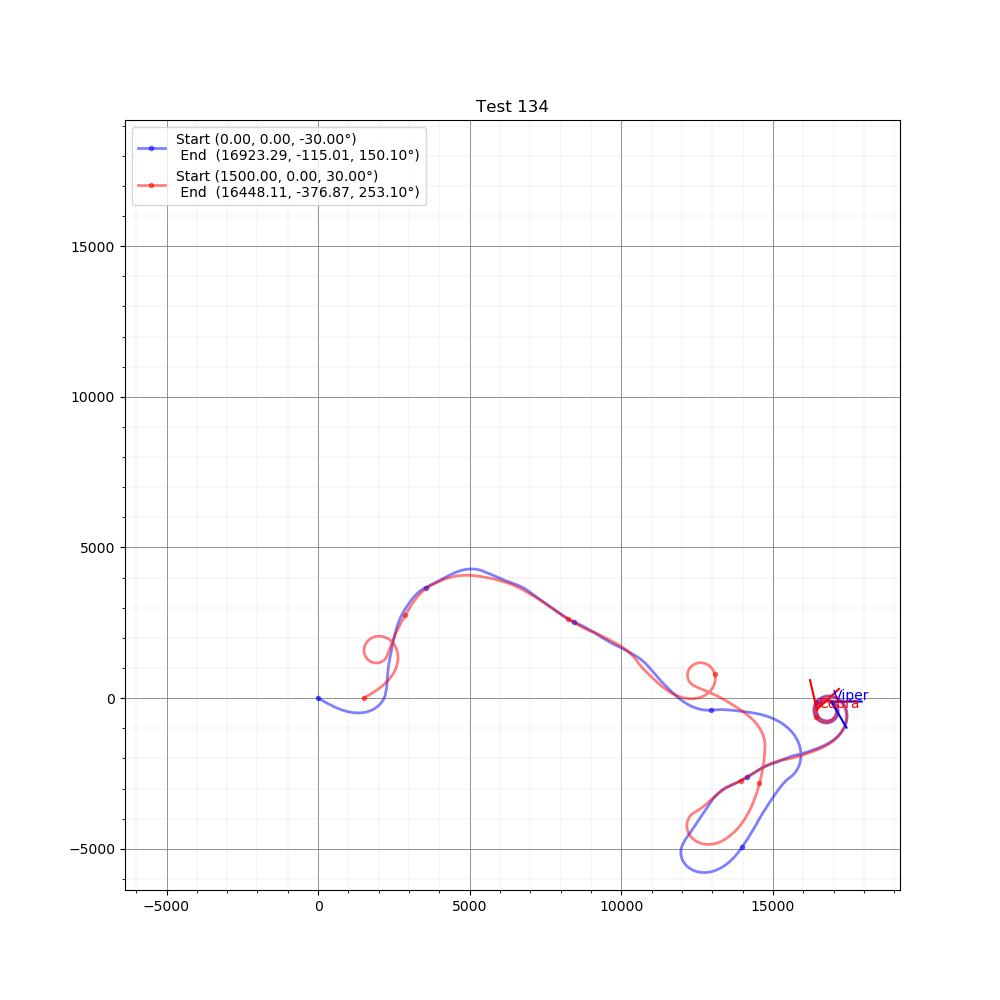 Test 134
Start (0.00, 0.00, -30.00°)
End  (16923.29, -115.01, 150.10°)
Start (1500.00, 0.00, 30.00°)
End  (16448.11, -376.87, 253.10°)
15000
10000
5000
0
Viper
Cobra
−5000
−5000
0
5000
10000
15000